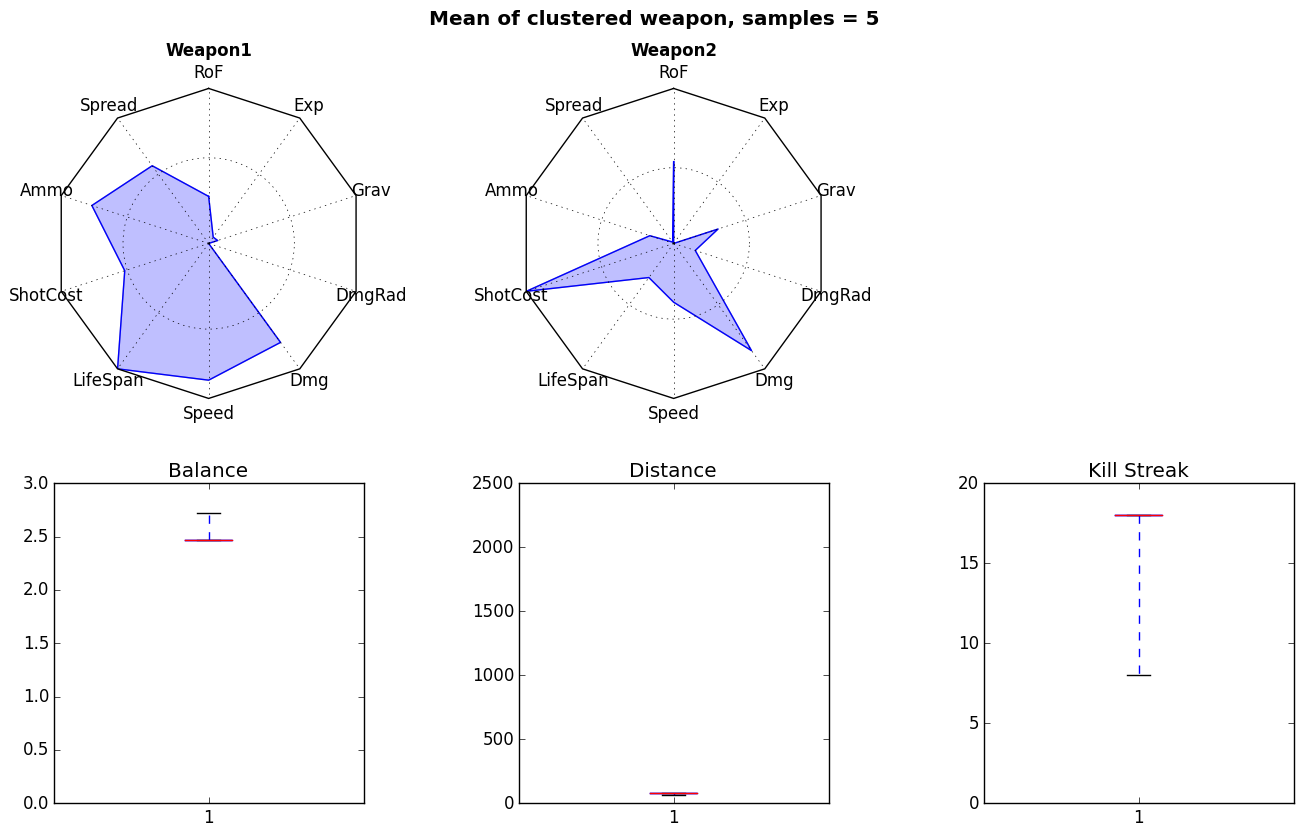 Mean of clustered weapon, samples = 5
Weapon1
RoF
Spread
Exp
Ammo
Grav
ShotCost
DmgRad
LifeSpan
Dmg
Speed
Weapon2
RoF
Spread
Exp
Ammo
Grav
ShotCost
DmgRad
LifeSpan
Dmg
Speed
Balance
3.0
2.5
2.0
1.5
1.0
0.5
0.0
1
Distance
2500
2000
1500
1000
500
0
1
Kill Streak
20
15
10
5
0
1